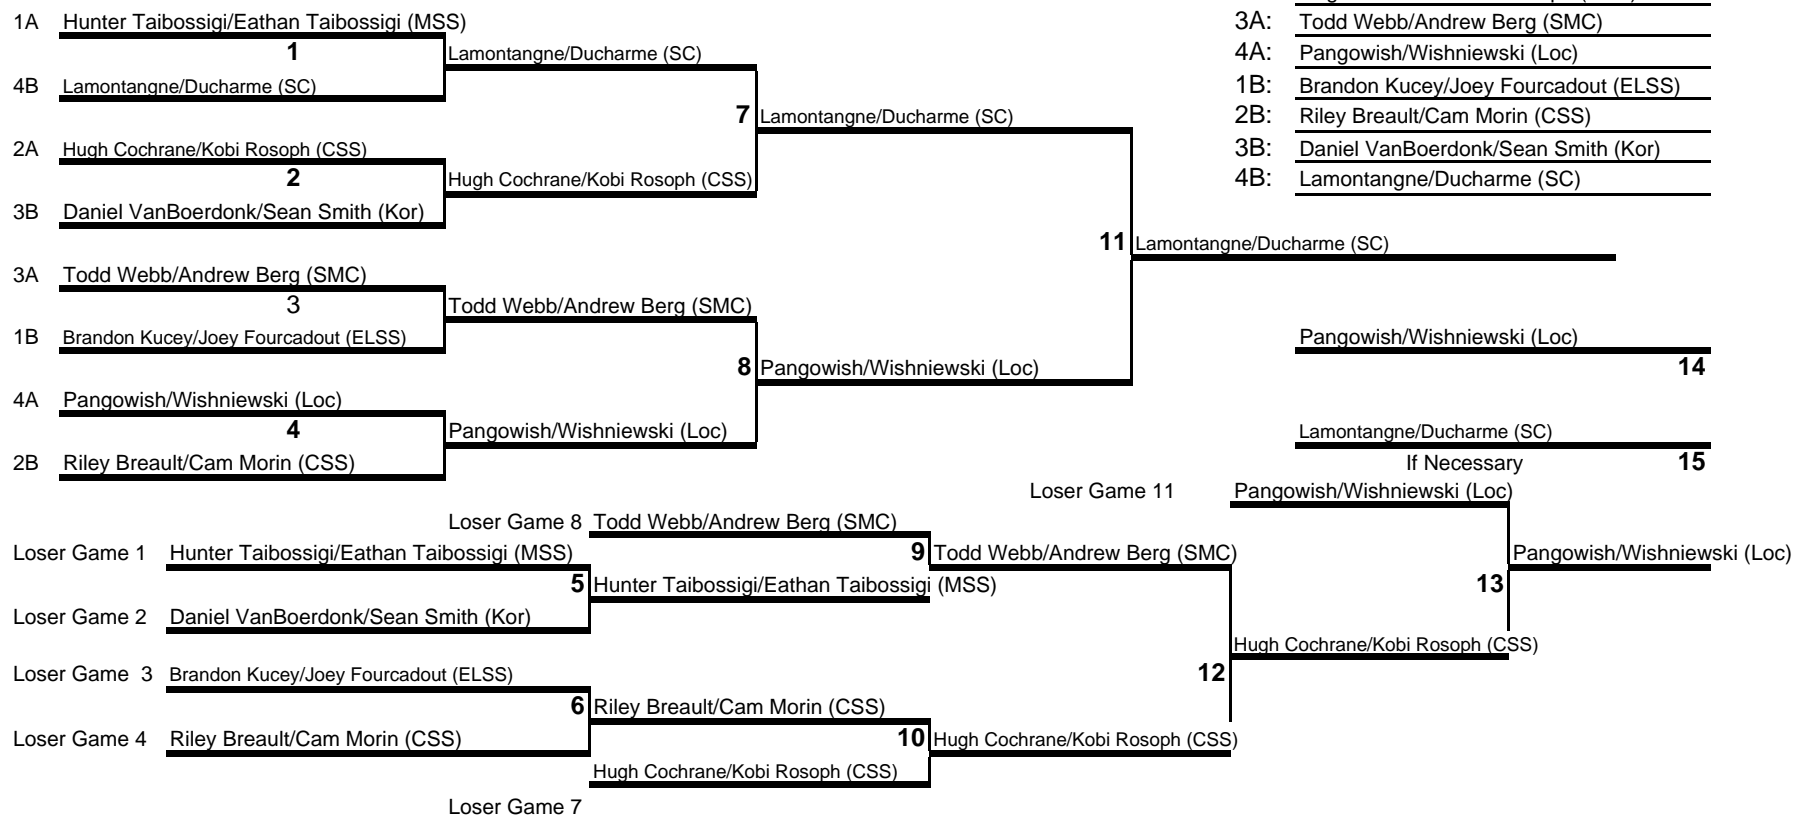 1A Hunter Taibossigi/Eathan Taibossigi (MSS)
3A: Todd Webb/Andrew Berg (SMC)
1 Lamontangne/Ducharme (SC)
4A: Pangowish/Wishniewski (Loc)
4B Lamontangne/Ducharme (SC)
1B: Brandon Kucey/Joey Fourcadout (ELSS)
7 Lamontangne/Ducharme (SC)
2B: Riley Breault/Cam Morin (CSS)
2A Hugh Cochrane/Kobi Rosoph (CSS)
3B: Daniel VanBoerdonk/Sean Smith (Kor)
2 Hugh Cochrane/Kobi Rosoph (CSS)
4B: Lamontangne/Ducharme (SC)
3B Daniel VanBoerdonk/Sean Smith (Kor)
11 Lamontangne/Ducharme (SC)
3A Todd Webb/Andrew Berg (SMC)
3 Todd Webb/Andrew Berg (SMC)
1B Brandon Kucey/Joey Fourcadout (ELSS)
Pangowish/Wishniewski (Loc)
8 Pangowish/Wishniewski (Loc)
14
4A Pangowish/Wishniewski (Loc)
4 Pangowish/Wishniewski (Loc)
Lamontangne/Ducharme (SC)
2B Riley Breault/Cam Morin (CSS)
If Necessary 15
Loser Game 11 Pangowish/Wishniewski (Loc)
Loser Game 8 Todd Webb/Andrew Berg (SMC)
Loser Game 1 Hunter Taibossigi/Eathan Taibossigi (MSS)
9 Todd Webb/Andrew Berg (SMC)
Pangowish/Wishniewski (Loc)
5 Hunter Taibossigi/Eathan Taibossigi (MSS)
13
Loser Game 2 Daniel VanBoerdonk/Sean Smith (Kor)
Hugh Cochrane/Kobi Rosoph (CSS)
Loser Game 3 Brandon Kucey/Joey Fourcadout (ELSS)
12
6 Riley Breault/Cam Morin (CSS)
Loser Game 4 Riley Breault/Cam Morin (CSS)
10 Hugh Cochrane/Kobi Rosoph (CSS)
Hugh Cochrane/Kobi Rosoph (CSS)
Loser Game 7